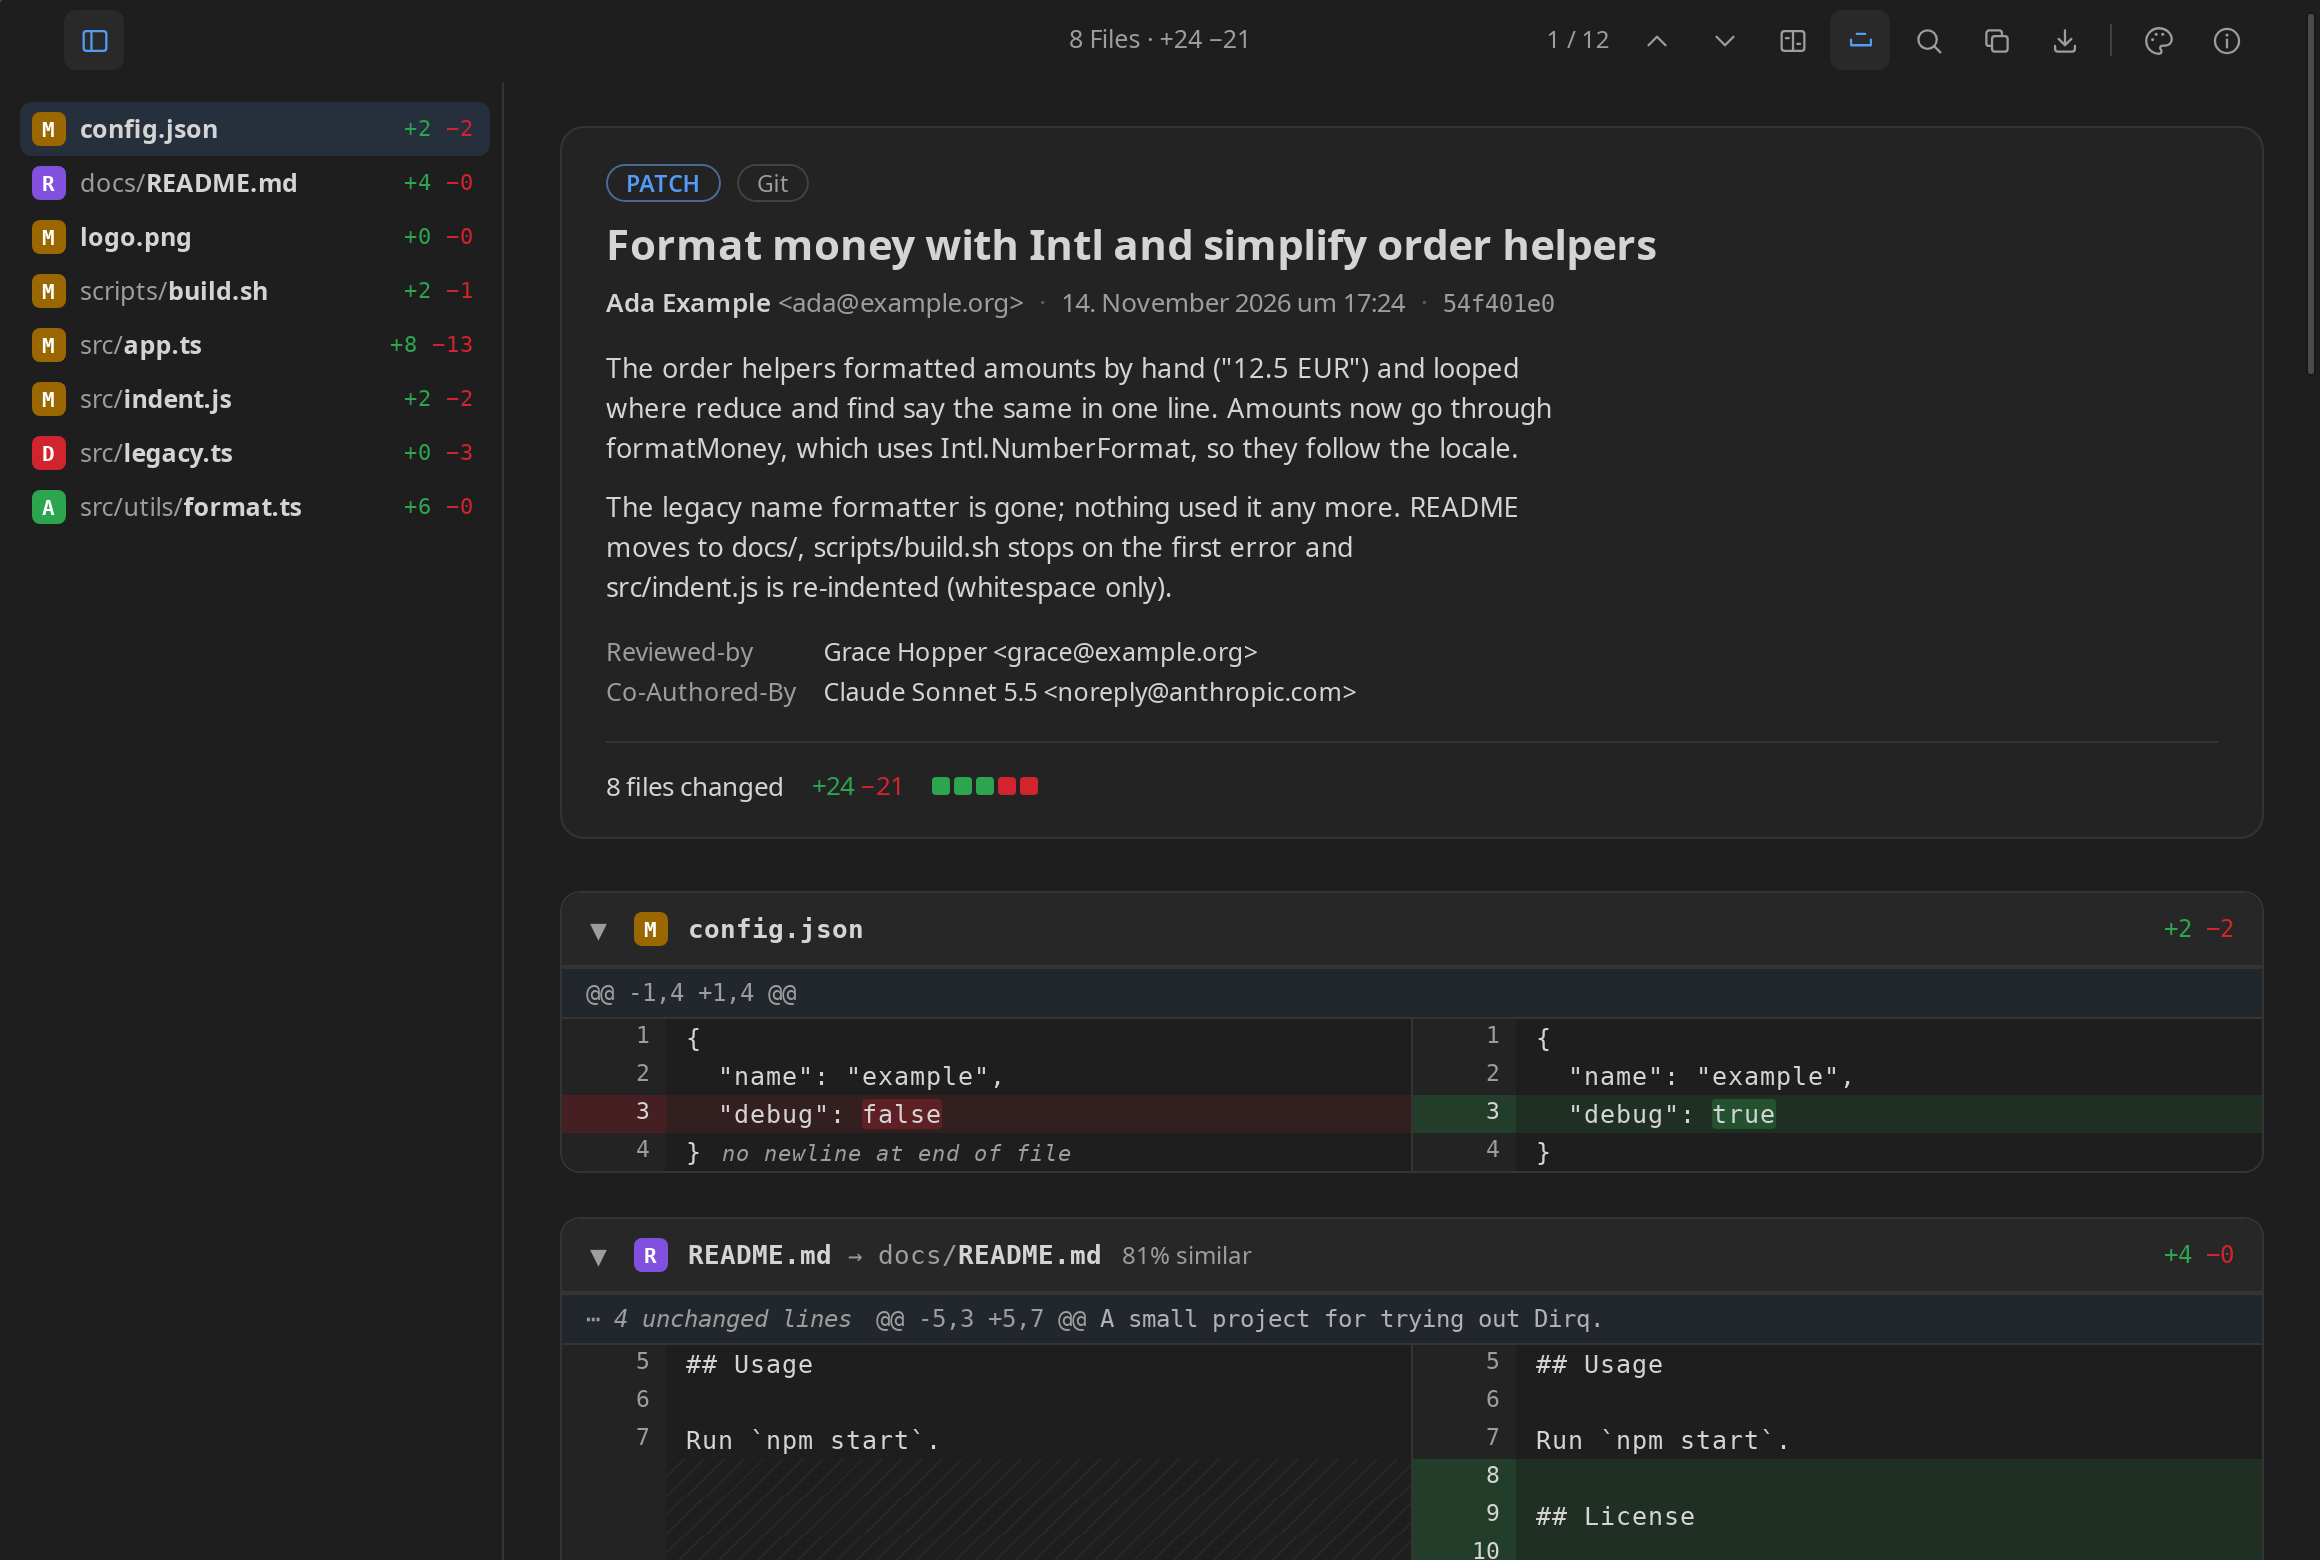 8 Files · +24 −21
1 / 12
M config.json +2 −2
R docs/README.md +4 −0
M logo.png +0 −0
M scripts/build.sh +2 −1
M src/app.ts +8 −13
M src/indent.js +2 −2
D src/legacy.ts +0 −3
A src/utils/format.ts +6 −0
PATCH Git
Format money with Intl and simplify order helpers
Ada Example <ada@example.org> · 14. November 2026 um 17:24 · 54f401e0
The order helpers formatted amounts by hand ("12.5 EUR") and looped
where reduce and find say the same in one line. Amounts now go through
formatMoney, which uses Intl.NumberFormat, so they follow the locale.
The legacy name formatter is gone; nothing used it any more. README
moves to docs/, scripts/build.sh stops on the first error and
src/indent.js is re-indented (whitespace only).
Reviewed-by Grace Hopper <grace@example.org>
Co-Authored-By Claude Sonnet 5.5 <noreply@anthropic.com>
8 files changed +24 −21
▼ M config.json +2 −2
@@ -1,4 +1,4 @@
1 { 1 {
2 "name": "example", 2 "name": "example",
3 "debug": false 3 "debug": true
4 } no newline at end of file 4 }
▼ R README.md → docs/README.md 81% similar +4 −0
⋯ 4 unchanged lines @@ -5,3 +5,7 @@ A small project for trying out Dirq.
5 ## Usage 5 ## Usage
6 6
7 Run `npm start`. 7 Run `npm start`.
8
9 ## License
10